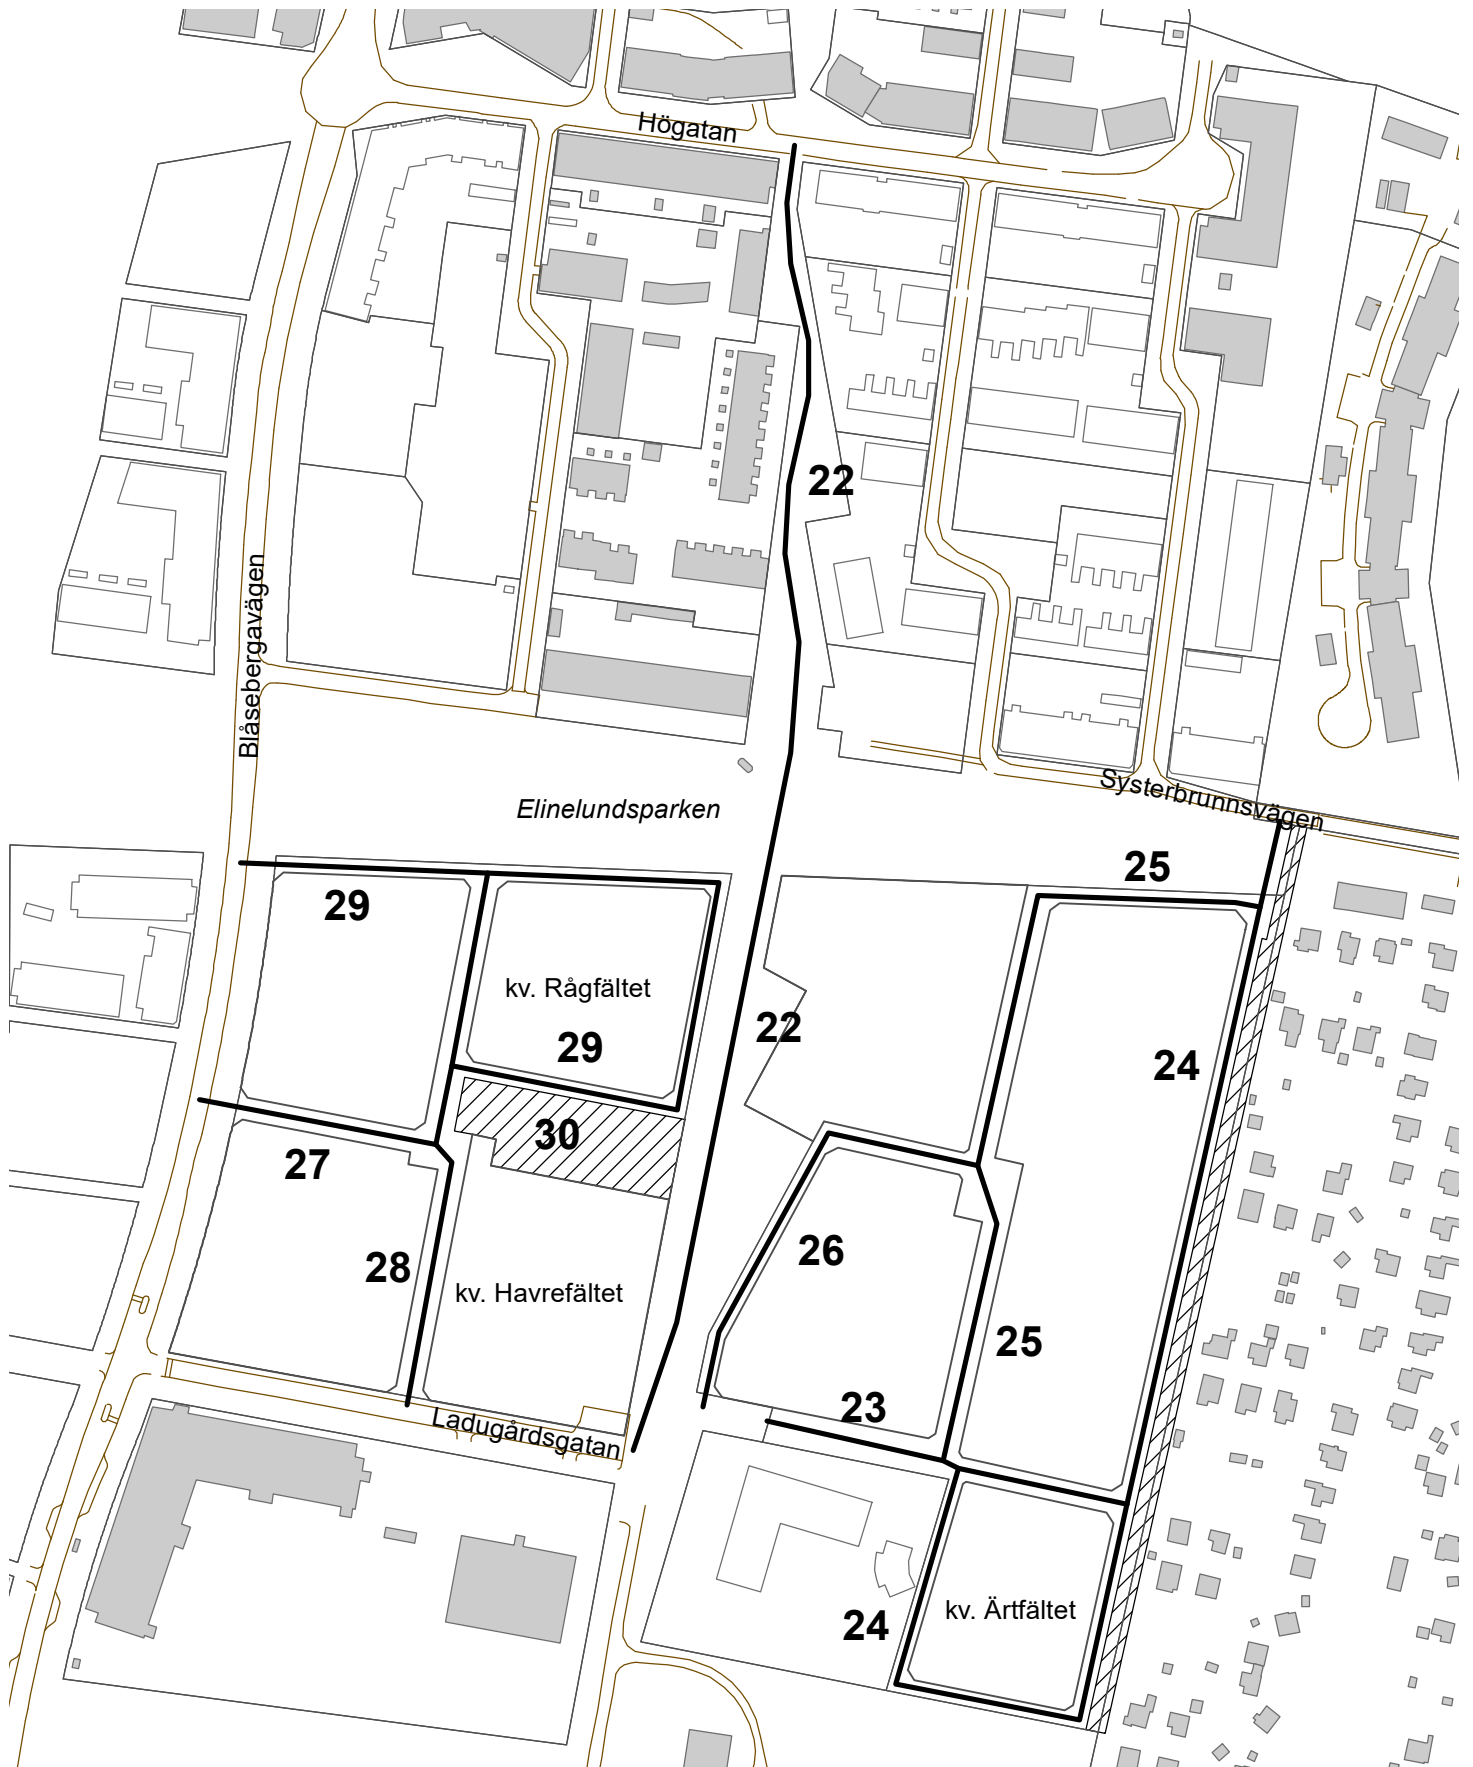 Högatan
22
Blåsebergavägen
Systerbrunnsvägen
Elinelundsparken
25
29
kv. Rågfältet
22
29
24
30
27
26
28
kv. Havrefältet
25
23
Ladugårdsgatan
kv. Ärtfältet
24